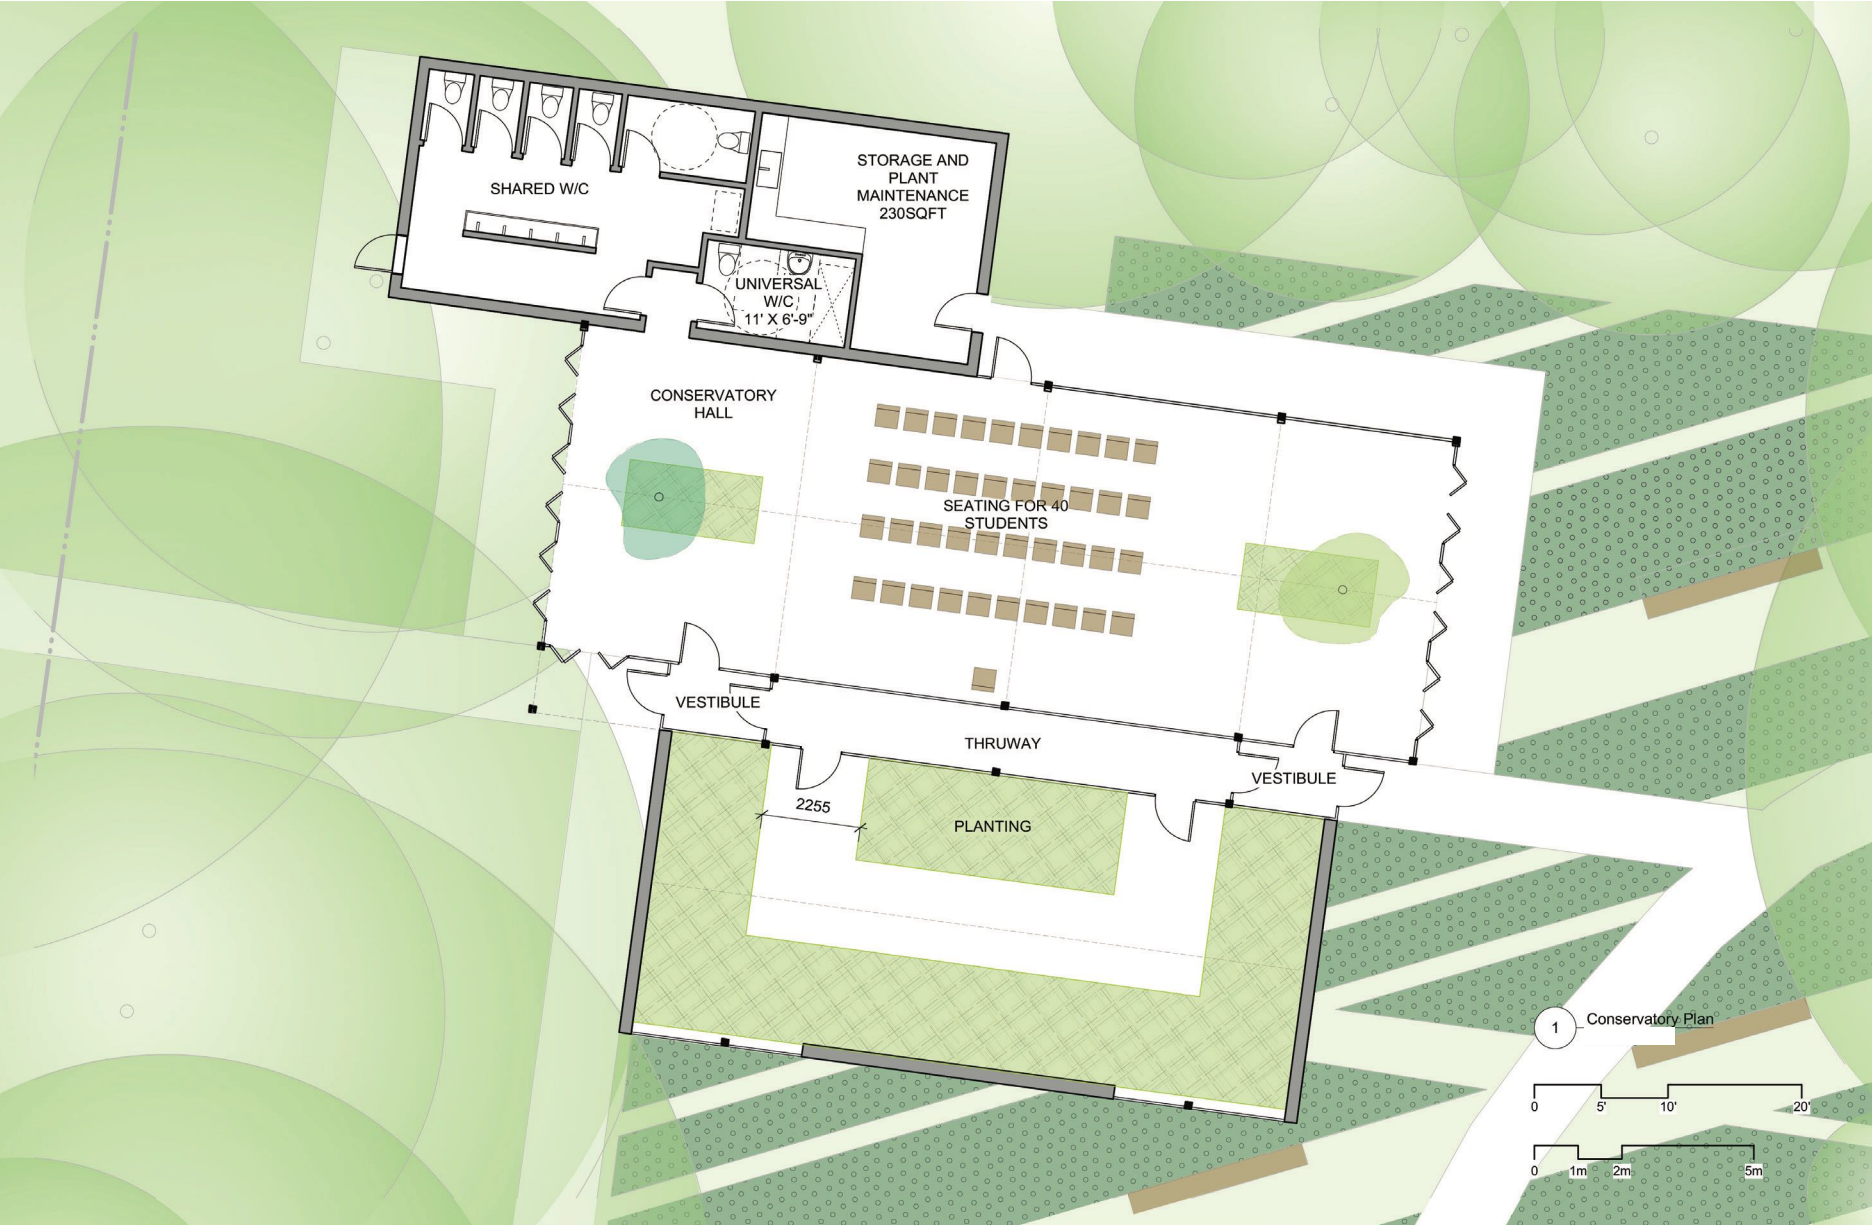 SHARED W/C
STORAGE AND
PLANT
MAINTENANCE
230SQFT
UNIVERSAL
W/C
11' X 6'-9"
CONSERVATORY
HALL
SEATING FOR 40
STUDENTS
VESTIBULE
THRUWAY
VESTIBULE
2255
PLANTING
1
Conservatory Plan
0 5' 10' 20'
0 1m 2m 5m